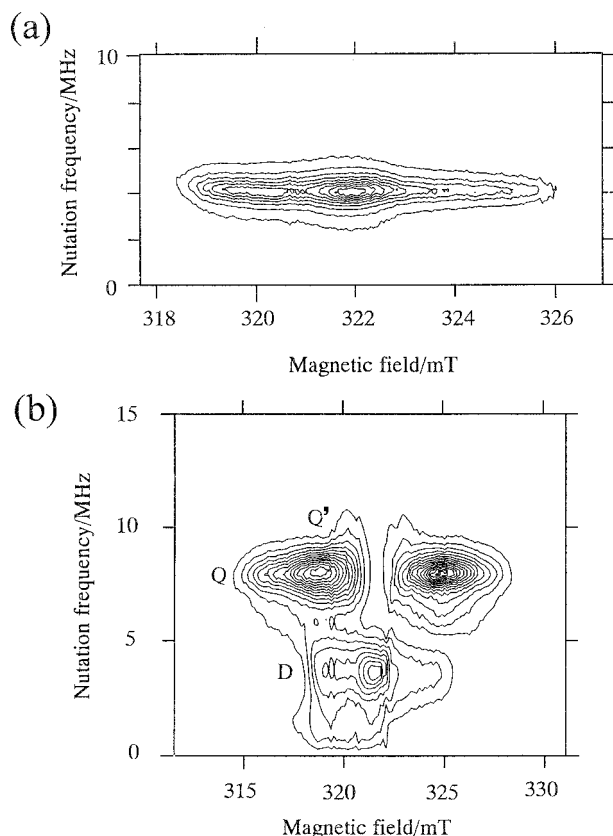 (a)
Nutation frequency/MHz
10
0
318 320 322 324 326
Magnetic field/mT
(b)
Nutation frequency/MHz
15
10
5
0
Q'
Q
D
315 320 325 330
Magnetic field/mT